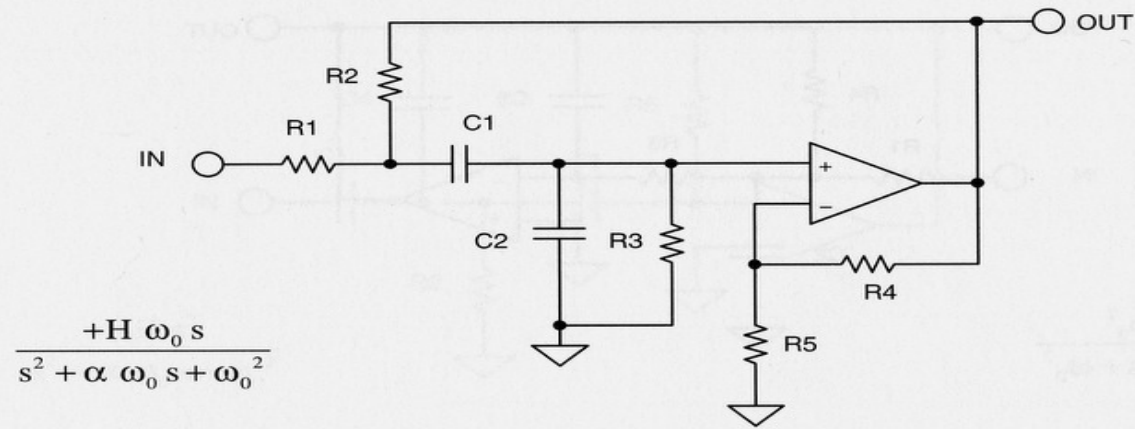 OUT
R2
R1
C1
IN
+
−
C2
R3
R4
R5
+H ω₀ s
s² + α ω₀ s + ω₀²